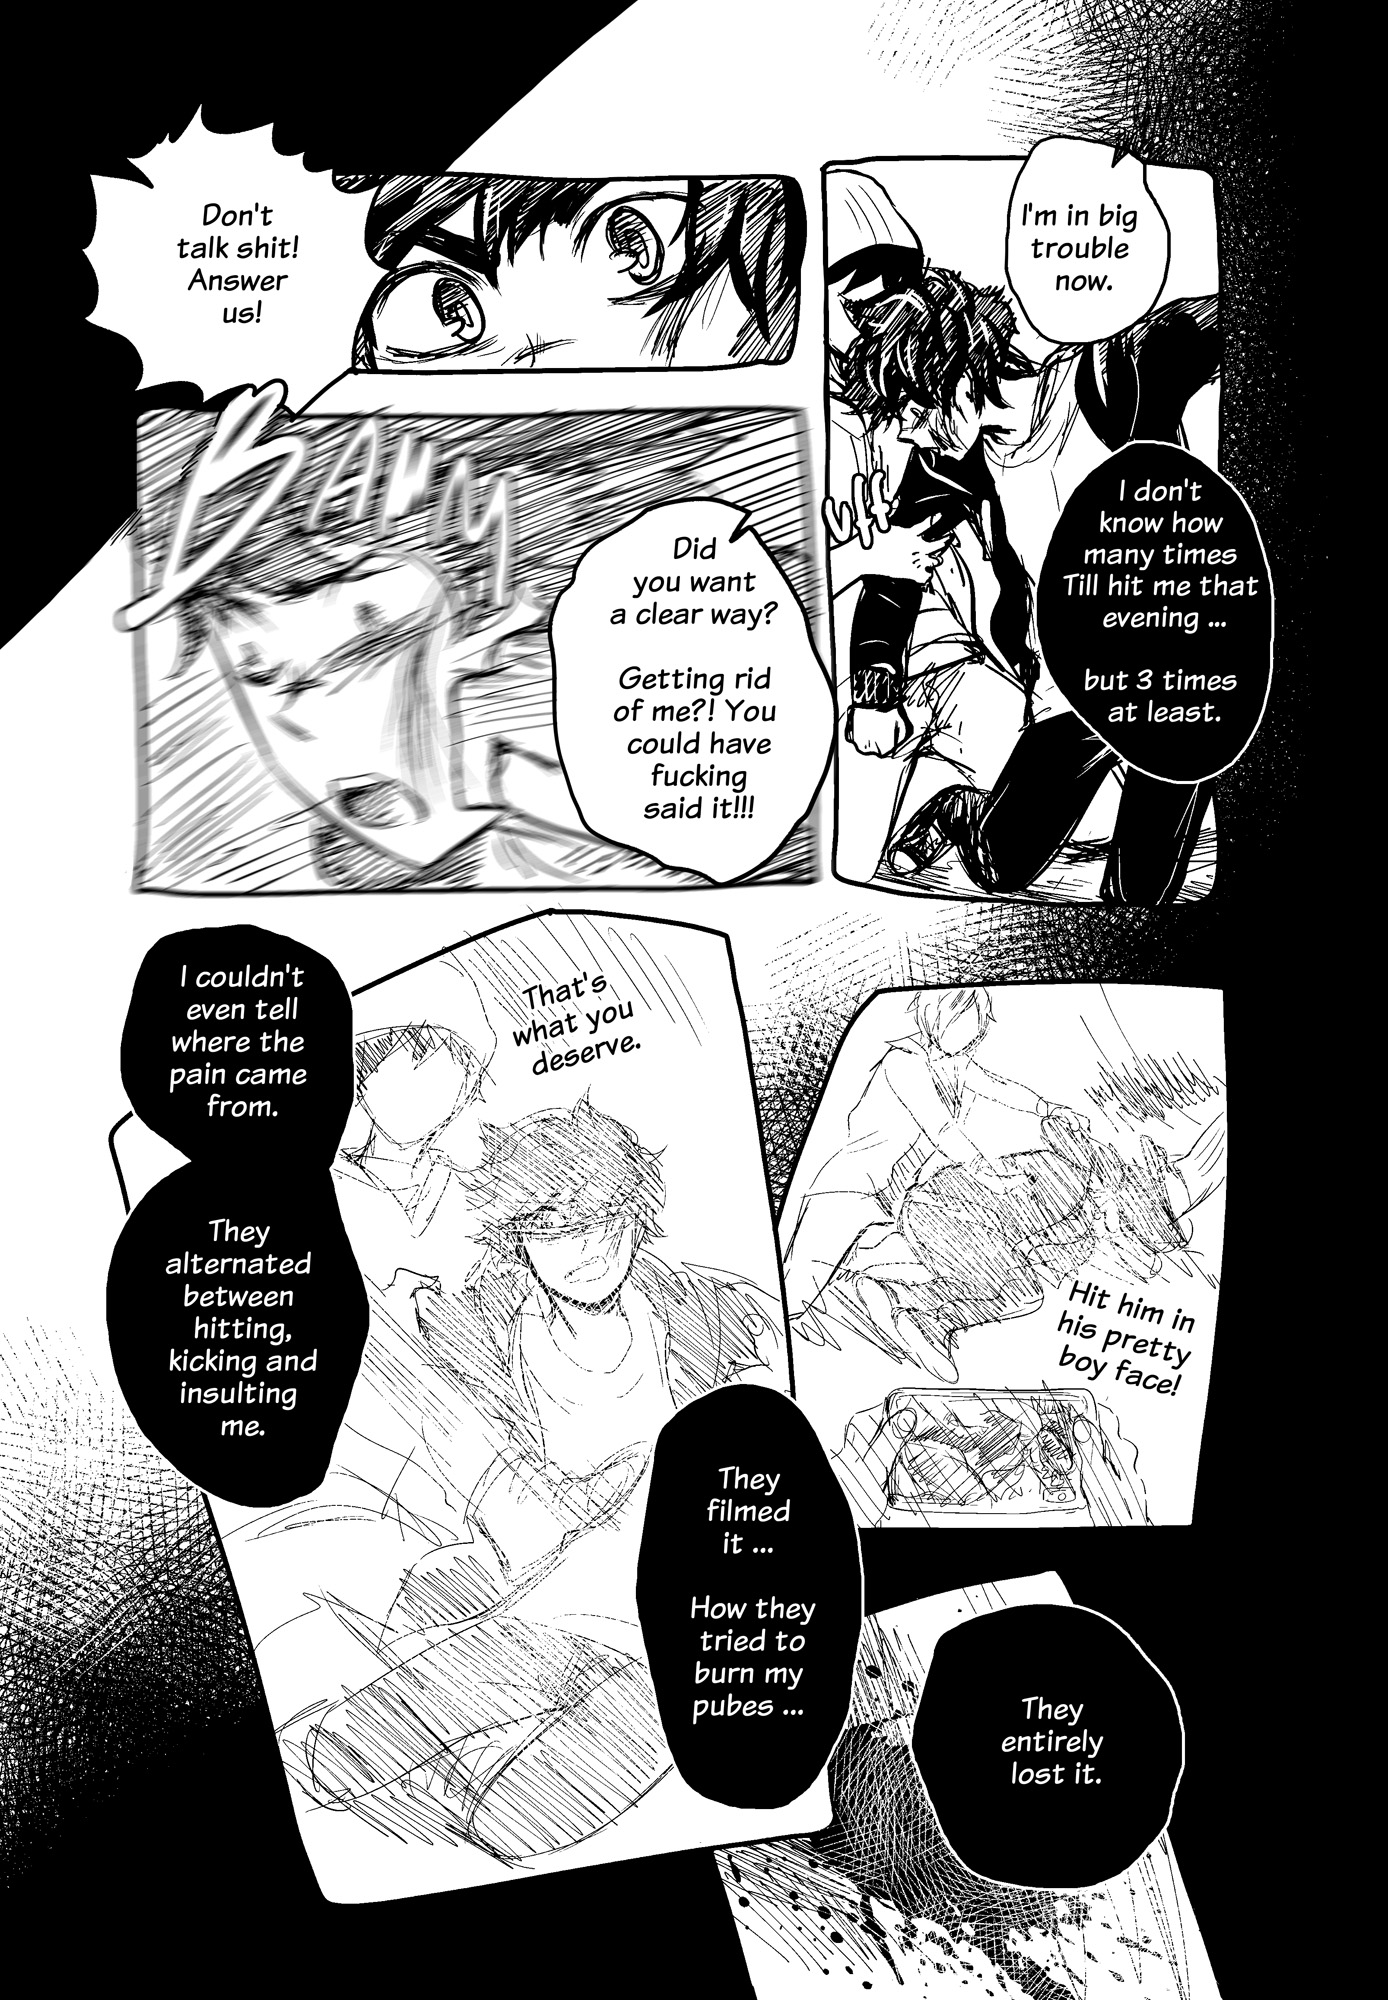 Don't
talk shit!
Answer
us!
I'm in big
trouble
now.
BAMM
uff
I don't
know how
many times
Till hit me that
evening ...
but 3 times
at least.
Did
you want
a clear way?
Getting rid
of me?! You
could have
fucking
said it!!!
I couldn't
even tell
where the
pain came
from.
They
alternated
between
hitting,
kicking and
insulting
me.
That's
what you
deserve.
Hit him in
his pretty
boy face!
They
filmed
it ...
How they
tried to
burn my
pubes ...
They
entirely
lost it.